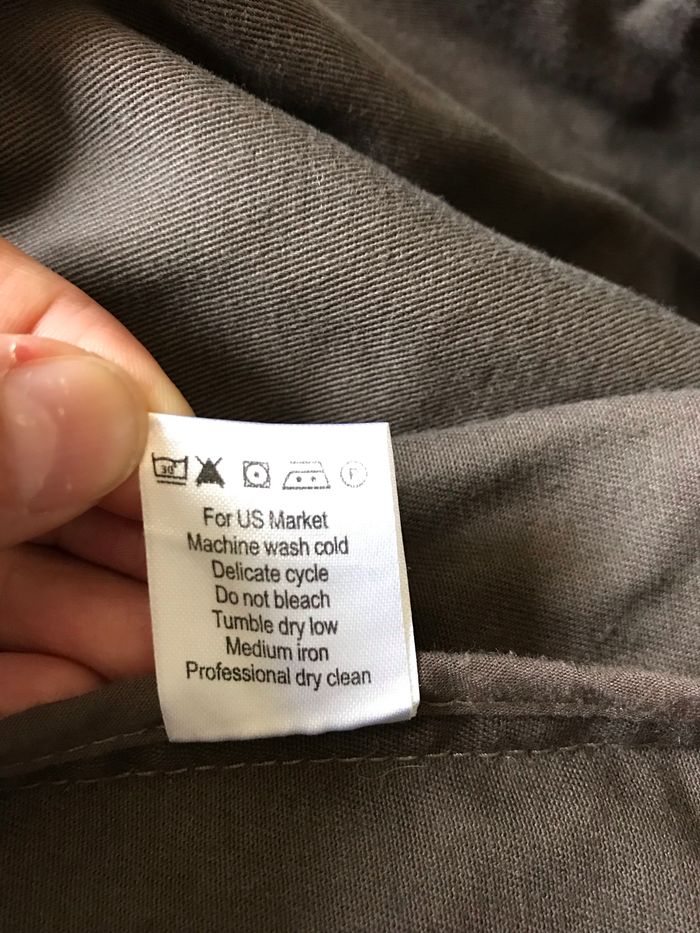 30° F
For US Market
Machine wash cold
Delicate cycle
Do not bleach
Tumble dry low
Medium iron
Professional dry clean